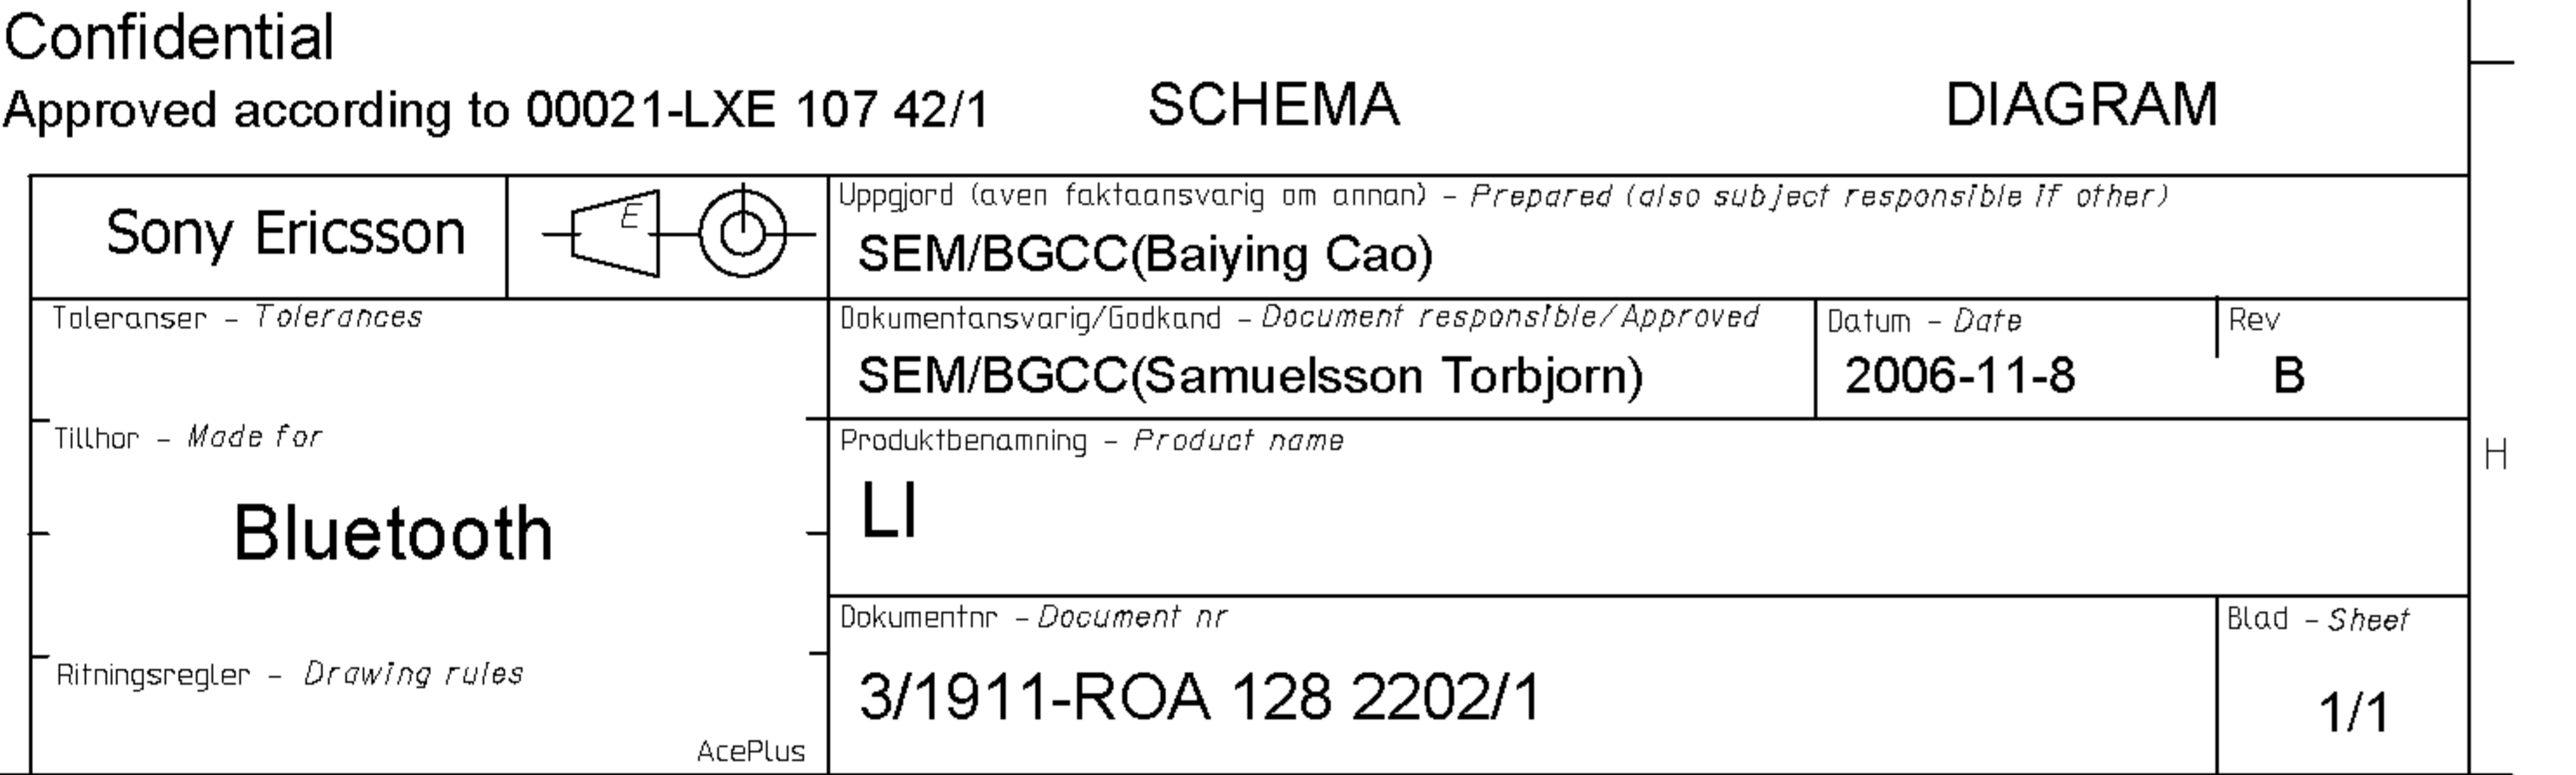 Confidential
Approved according to 00021-LXE 107 42/1 SCHEMA DIAGRAM
Sony Ericsson
E
Uppgjord (aven faktaansvarig om annan) - Prepared (also subject responsible if other)
SEM/BGCC(Baiying Cao)
Toleranser - Tolerances
Dokumentansvarig/Godkand - Document responsible/Approved
SEM/BGCC(Samuelsson Torbjorn)
Datum - Date
2006-11-8
Rev
B
Tillhor - Made for
Bluetooth
Produktbenamning - Product name
LI
H
Ritningsregler - Drawing rules
AcePlus
Dokumentnr - Document nr
3/1911-ROA 128 2202/1
Blad - Sheet
1/1